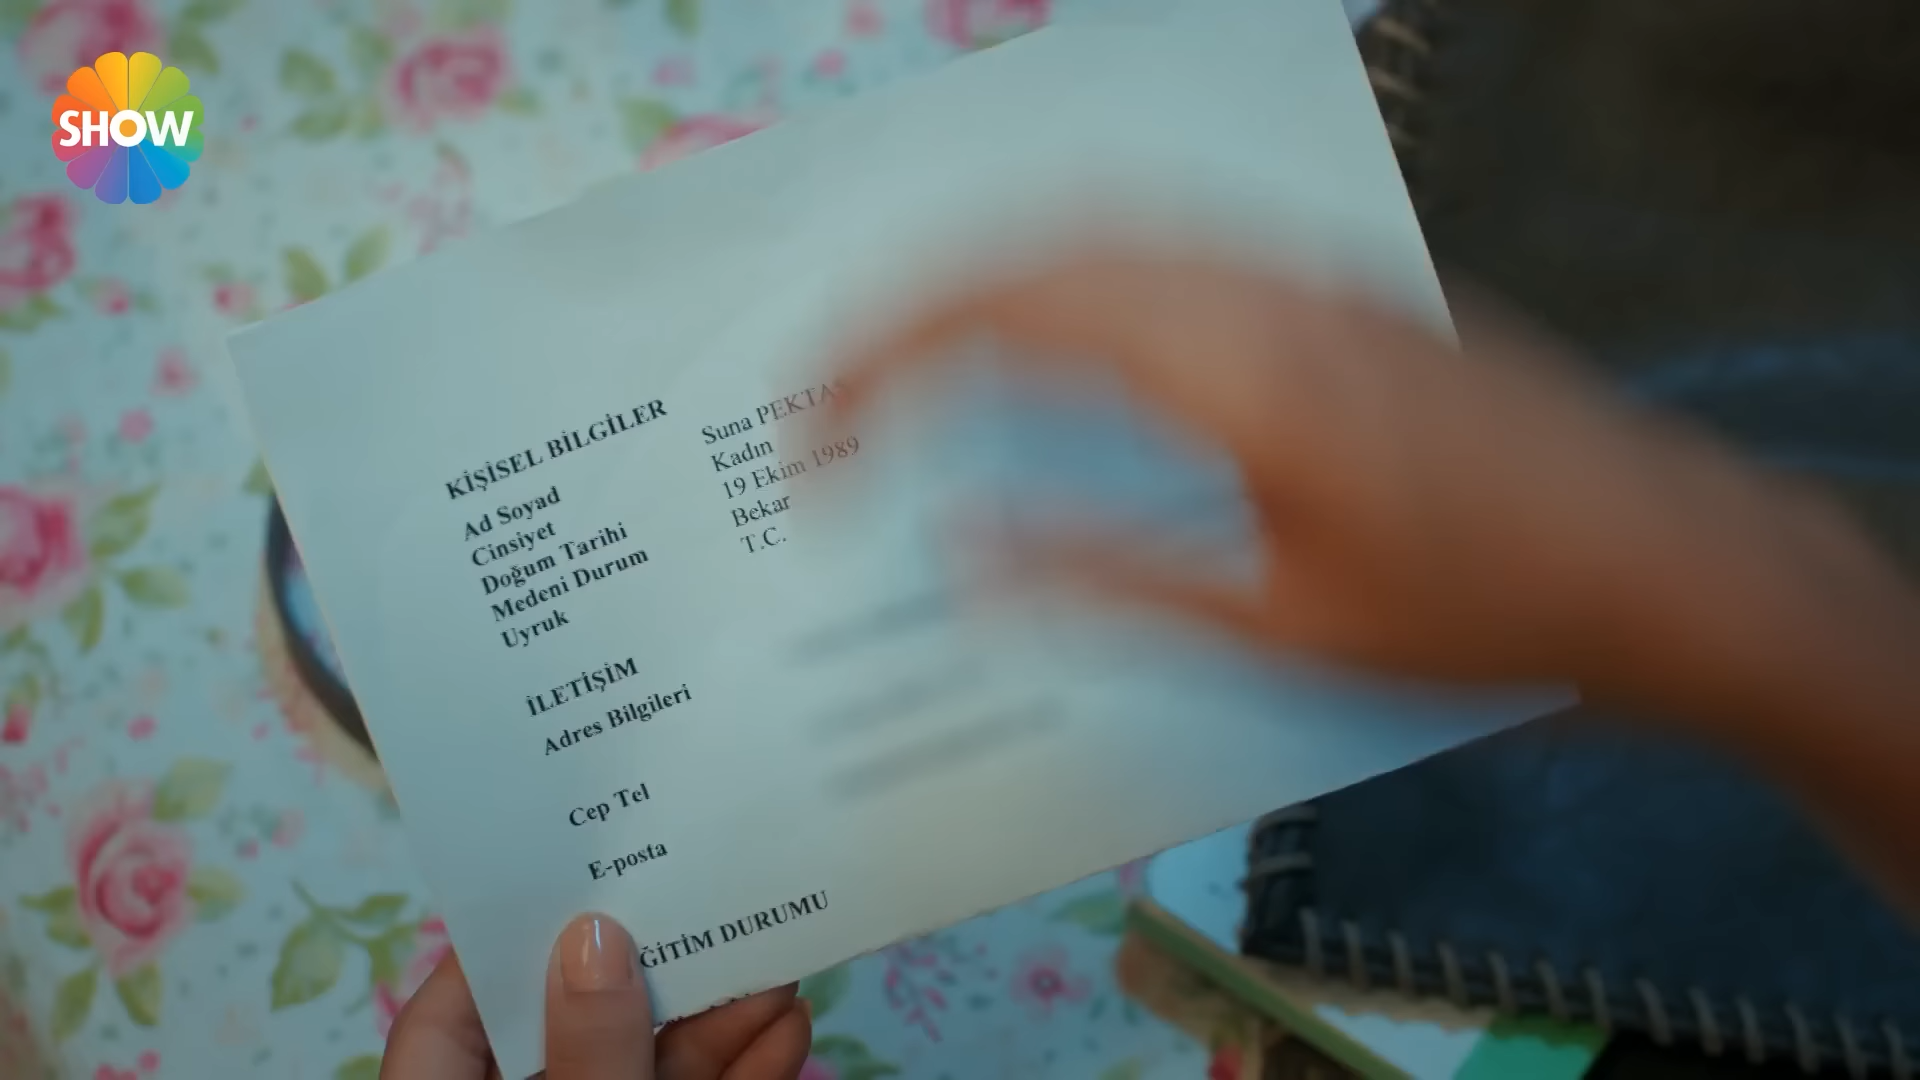 SHOW
KİŞİSEL BİLGİLER
Ad Soyad Suna PEKTAŞ
Cinsiyet Kadın
Doğum Tarihi 19 Ekim 1989
Medeni Durum Bekar
Uyruk T.C.
İLETİŞİM
Adres Bilgileri
Cep Tel
E-posta
ĞİTİM DURUMU